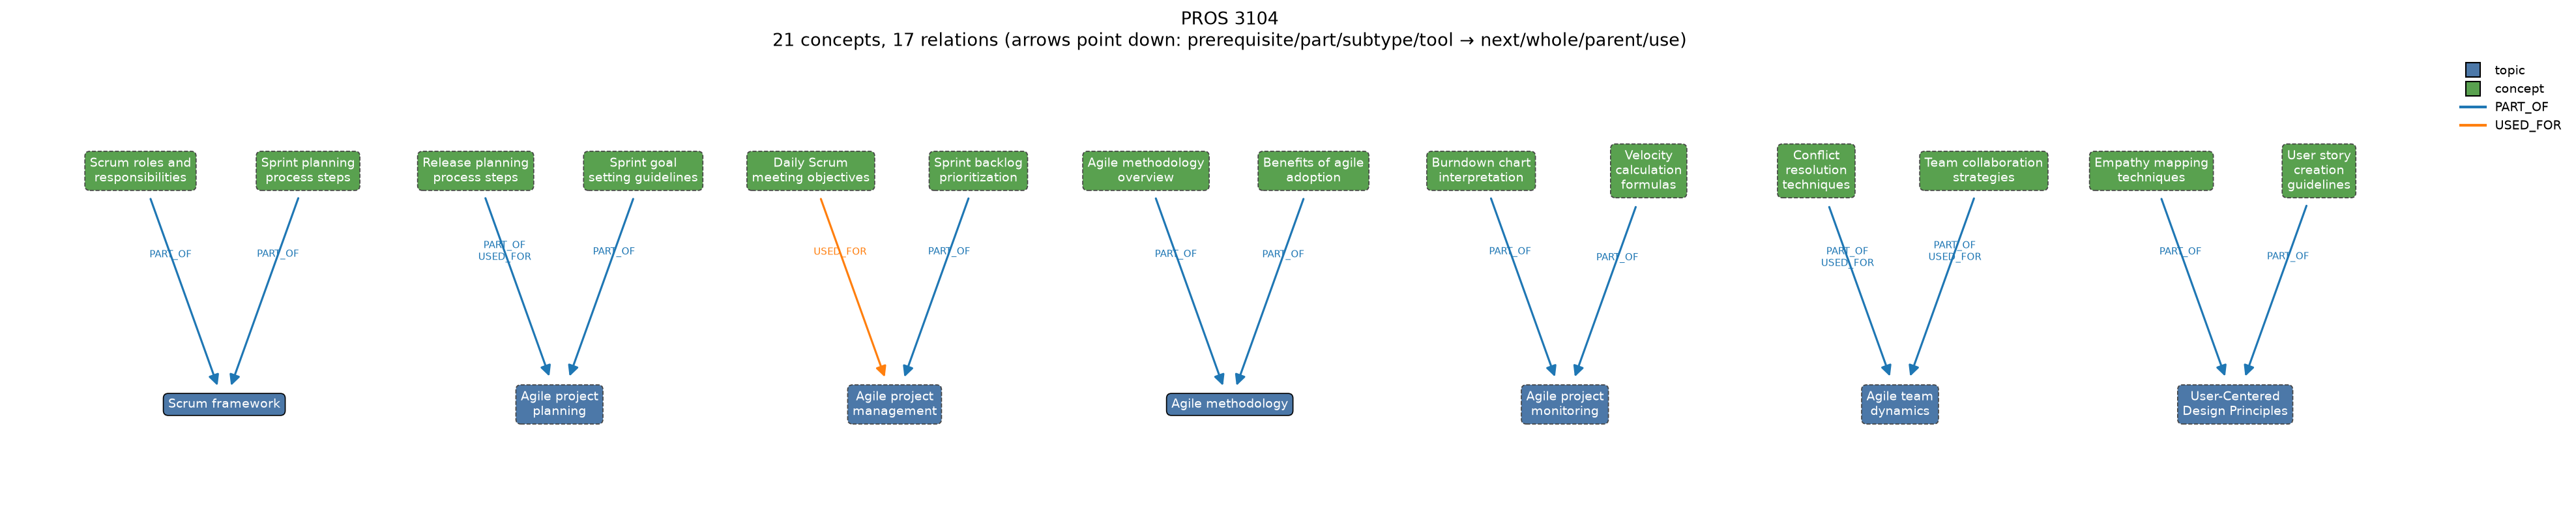 PROS 3104
21 concepts, 17 relations (arrows point down: prerequisite/part/subtype/tool → next/whole/parent/use)
topic
concept
PART_OF
USED_FOR
Scrum roles and
responsibilities
Sprint planning
process steps
Release planning
process steps
Sprint goal
setting guidelines
Daily Scrum
meeting objectives
Sprint backlog
prioritization
Agile methodology
overview
Benefits of agile
adoption
Burndown chart
interpretation
Velocity
calculation
formulas
Conflict
resolution
techniques
Team collaboration
strategies
Empathy mapping
techniques
User story
creation
guidelines
PART_OF
PART_OF
PART_OF
USED_FOR
PART_OF
USED_FOR
PART_OF
PART_OF
PART_OF
PART_OF
PART_OF
PART_OF
USED_FOR
PART_OF
USED_FOR
PART_OF
PART_OF
Scrum framework
Agile project
planning
Agile project
management
Agile methodology
Agile project
monitoring
Agile team
dynamics
User-Centered
Design Principles